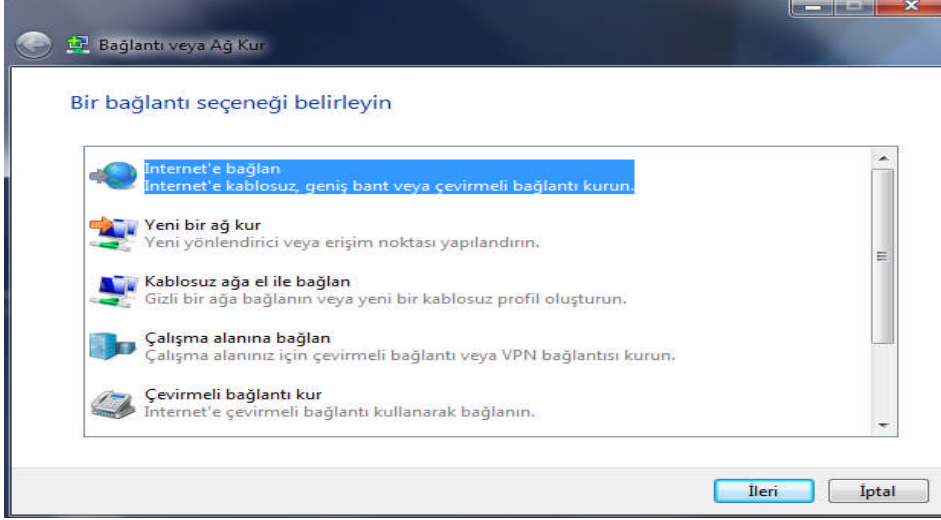 Bağlantı veya Ağ Kur
Bir bağlantı seçeneği belirleyin
Internet'e bağlan
Internet'e kablosuz, geniş bant veya çevirmeli bağlantı kurun.
Yeni bir ağ kur
Yeni yönlendirici veya erişim noktası yapılandırın.
Kablosuz ağa el ile bağlan
Gizli bir ağa bağlanın veya yeni bir kablosuz profil oluşturun.
Çalışma alanına bağlan
Çalışma alanınız için çevirmeli bağlantı veya VPN bağlantısı kurun.
Çevirmeli bağlantı kur
Internet'e çevirmeli bağlantı kullanarak bağlanın.
İleri
İptal